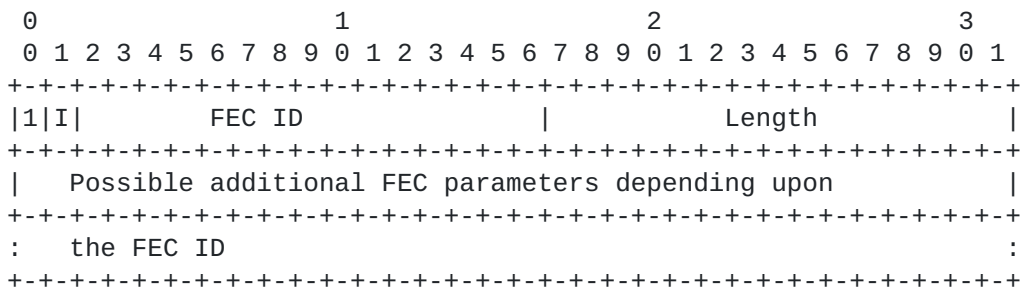 0                   1                   2                   3
 0 1 2 3 4 5 6 7 8 9 0 1 2 3 4 5 6 7 8 9 0 1 2 3 4 5 6 7 8 9 0 1
+-+-+-+-+-+-+-+-+-+-+-+-+-+-+-+-+-+-+-+-+-+-+-+-+-+-+-+-+-+-+-+-+
|1|I|        FEC ID               |           Length            |
+-+-+-+-+-+-+-+-+-+-+-+-+-+-+-+-+-+-+-+-+-+-+-+-+-+-+-+-+-+-+-+-+
|   Possible additional FEC parameters depending upon           |
+-+-+-+-+-+-+-+-+-+-+-+-+-+-+-+-+-+-+-+-+-+-+-+-+-+-+-+-+-+-+-+-+
:   the FEC ID                                                  :
+-+-+-+-+-+-+-+-+-+-+-+-+-+-+-+-+-+-+-+-+-+-+-+-+-+-+-+-+-+-+-+-+